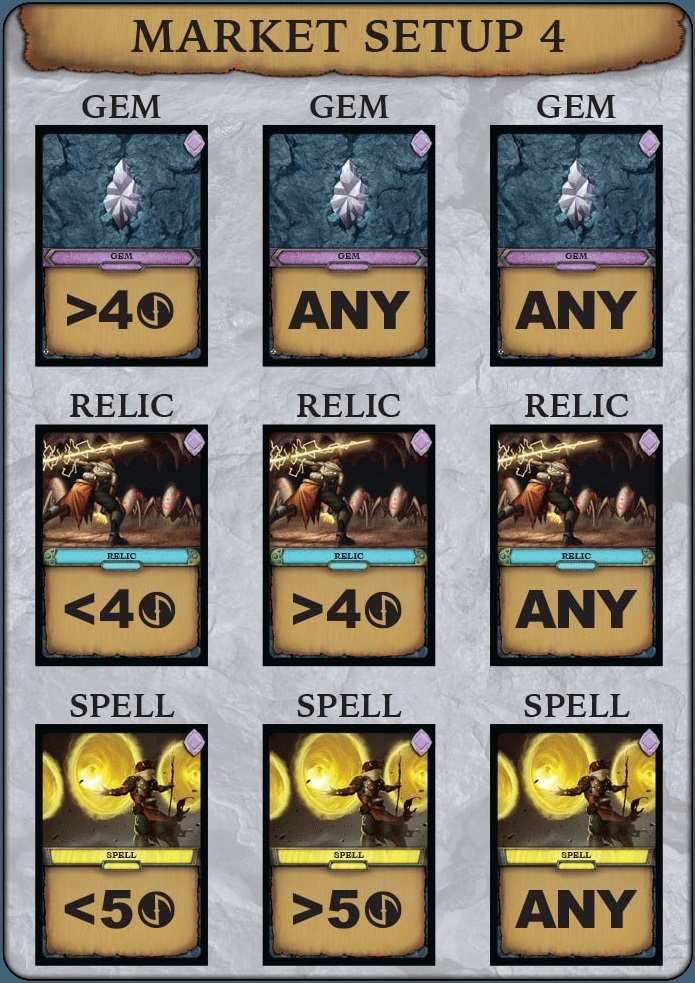 MARKET SETUP 4
GEM GEM GEM
GEM GEM GEM
>4 ANY ANY
RELIC RELIC RELIC
RELIC RELIC RELIC
<4 >4 ANY
SPELL SPELL SPELL
SPELL SPELL SPELL
<5 >5 ANY